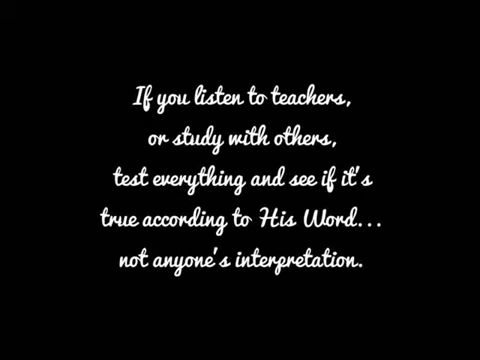 If you listen to teachers,
or study with others,
test everything and see if it's
true according to His Word...
not anyone's interpretation.